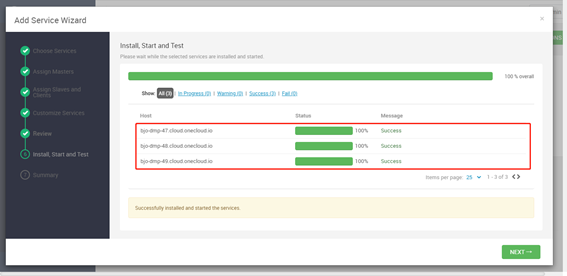 Add Service Wizard
×
Choose Services
Assign Masters
Assign Slaves and
Clients
Customize Services
Review
6 Install, Start and Test
7 Summary
Install, Start and Test
Please wait while the selected services are installed and started.
100 % overall
Show: All (3) | In Progress (0) | Warning (0) | Success (3) | Fail (0)
Host Status Message
bjo-dmp-47.cloud.onecloud.io 100% Success
bjo-dmp-48.cloud.onecloud.io 100% Success
bjo-dmp-49.cloud.onecloud.io 100% Success
Items per page: 25 1 - 3 of 3
Successfully installed and started the services.
NEXT →